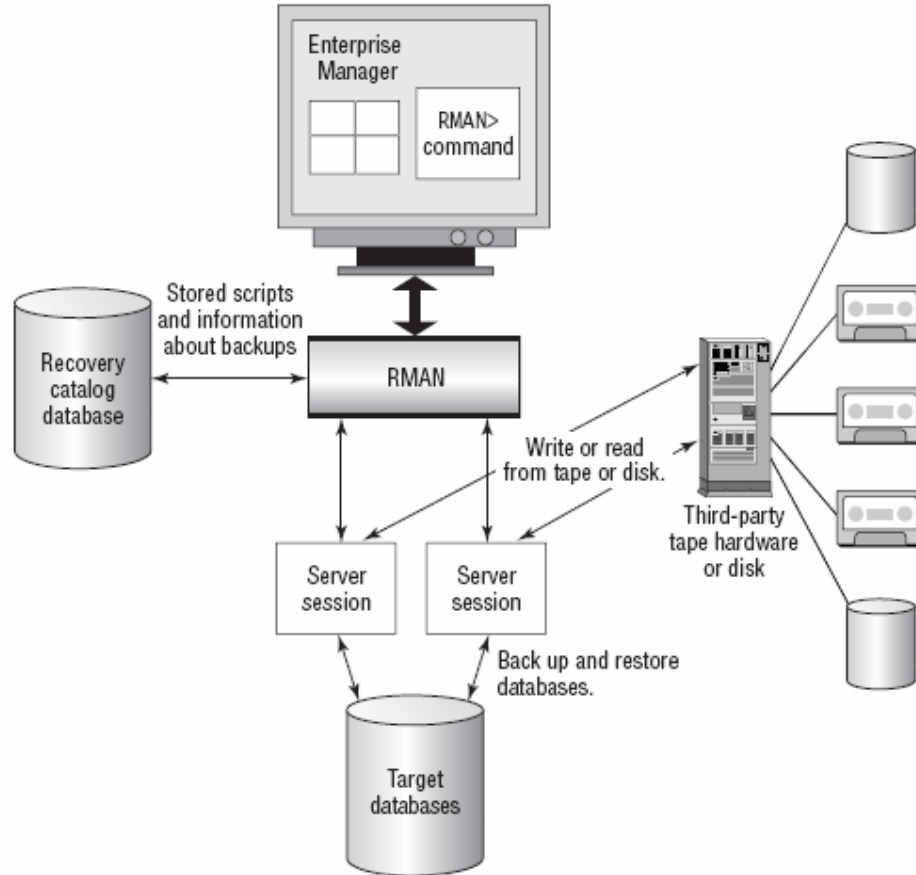 Enterprise
Manager
RMAN>
command
Stored scripts
and information
about backups
Recovery
catalog
database
RMAN
Write or read
from tape or disk.
Third-party
tape hardware
or disk
Server
session
Server
session
Back up and restore
databases.
Target
databases